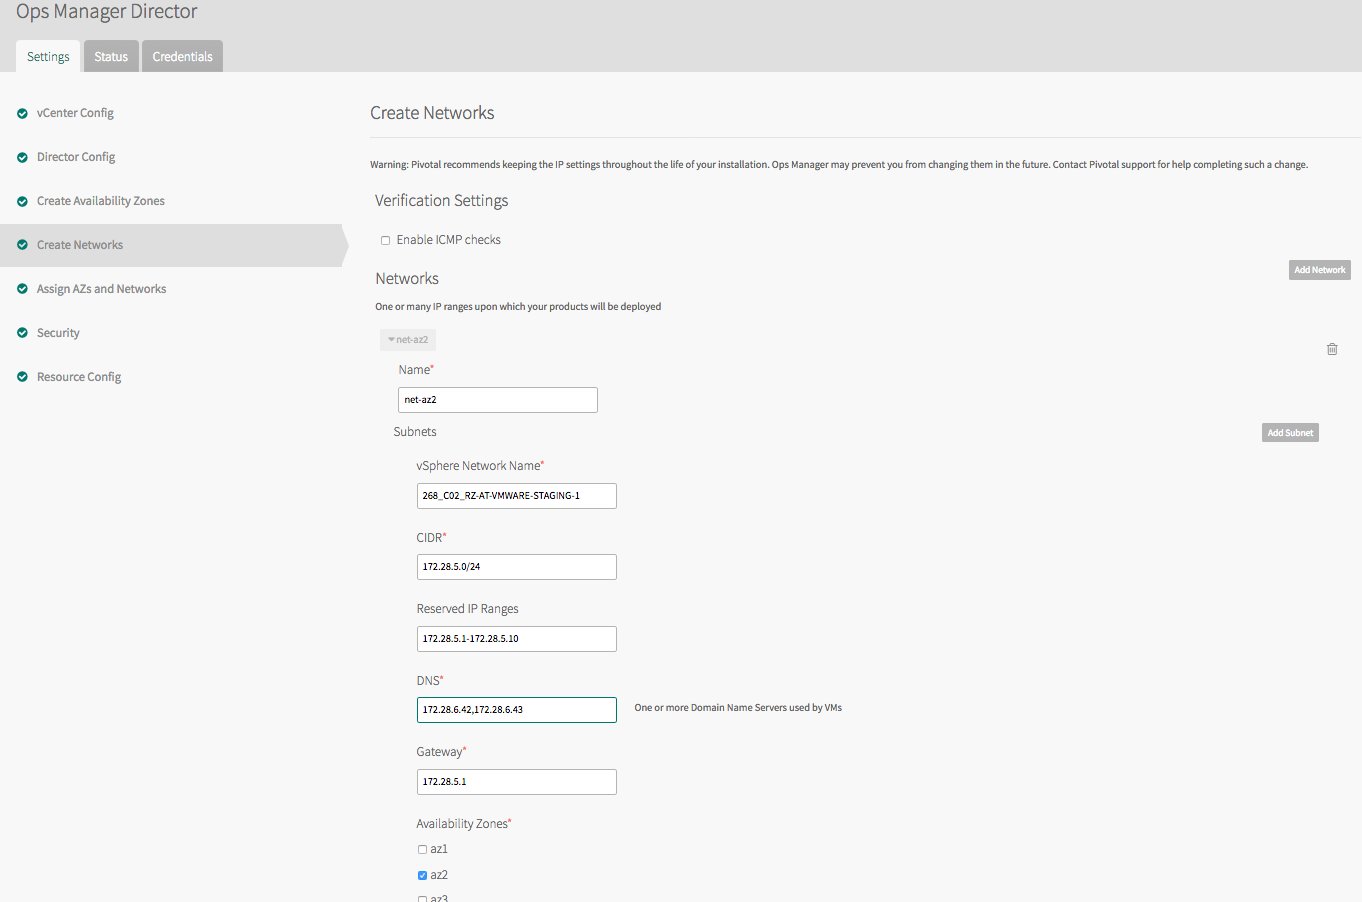 Ops Manager Director
Settings
Status
Credentials
vCenter Config
Director Config
Create Availability Zones
Create Networks
Assign AZs and Networks
Security
Resource Config
Create Networks
Warning: Pivotal recommends keeping the IP settings throughout the life of your installation. Ops Manager may prevent you from changing them in the future. Contact Pivotal support for help completing such a change.
Verification Settings
Enable ICMP checks
Networks
Add Network
One or many IP ranges upon which your products will be deployed
net-az2
Name*
net-az2
Subnets
Add Subnet
vSphere Network Name*
268_C02_RZ-AT-VMWARE-STAGING-1
CIDR*
172.28.5.0/24
Reserved IP Ranges
172.28.5.1-172.28.5.10
DNS*
172.28.6.42,172.28.6.43
One or more Domain Name Servers used by VMs
Gateway*
172.28.5.1
Availability Zones*
az1
az2
az3